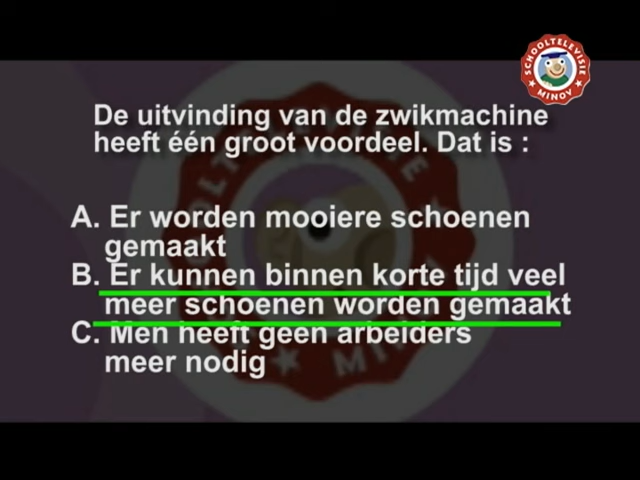 SCHOOLTELEVISIE
MINOV
De uitvinding van de zwikmachine
heeft één groot voordeel. Dat is :
A. Er worden mooiere schoenen
gemaakt
B. Er kunnen binnen korte tijd veel
meer schoenen worden gemaakt
C. Men heeft geen arbeiders
meer nodig